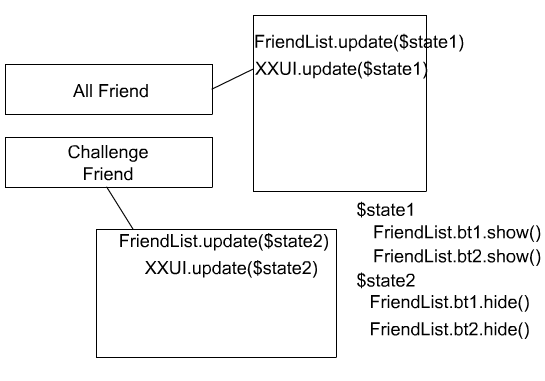 FriendList.update($state1)
XXUI.update($state1)
All Friend
Challenge
Friend
FriendList.update($state2)
XXUI.update($state2)
$state1
FriendList.bt1.show()
FriendList.bt2.show()
$state2
FriendList.bt1.hide()
FriendList.bt2.hide()